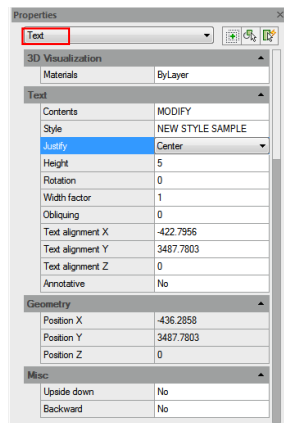 Properties
Text
3D Visualization
Materials ByLayer
Text
Contents MODIFY
Style NEW STYLE SAMPLE
Justify Center
Height 5
Rotation 0
Width factor 1
Obliquing 0
Text alignment X -422.7956
Text alignment Y 3487.7803
Text alignment Z 0
Annotative No
Geometry
Position X -436.2858
Position Y 3487.7803
Position Z 0
Misc
Upside down No
Backward No